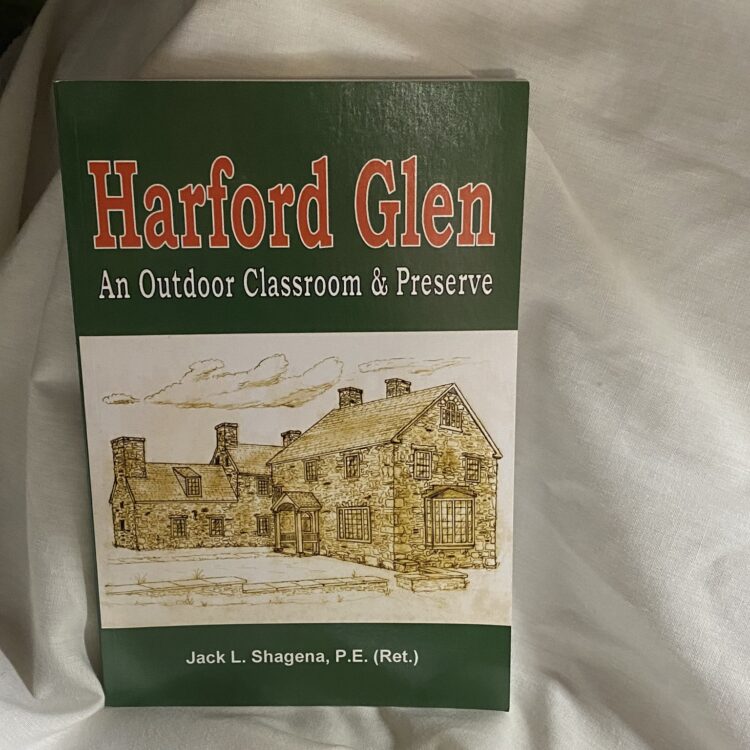 Harford Glen
An Outdoor Classroom & Preserve
Jack L. Shagena, P.E. (Ret.)